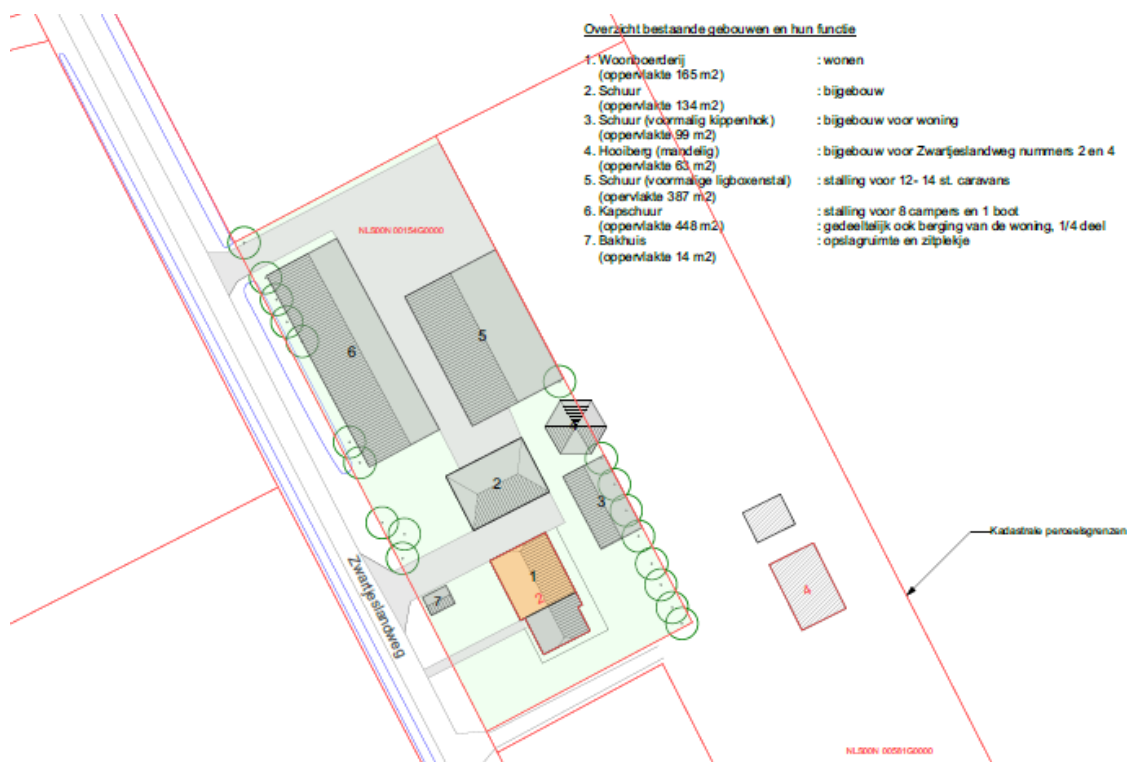 Overzicht bestaande gebouwen en hun functie
1. Woonboerderij : wonen
(oppervlakte 165 m2)
2. Schuur : bijgebouw
(oppervlakte 134 m2)
3. Schuur (voormalig kippenhok) : bijgebouw voor woning
(oppervlakte 99 m2)
4. Hooiberg (mandelig) : bijgebouw voor Zwartjeslandweg nummers 2 en 4
(oppervlakte 63 m2)
5. Schuur (voormalige ligboxenstal) : stalling voor 12- 14 st. caravans
(opervlakte 387 m2)
6. Kapschuur : stalling voor 8 campers en 1 boot
(oppervlakte 448 m2) : gedeeltelijk ook berging van de woning, 1/4 deel
7. Bakhuis : opslagruimte en zitplekje
(oppervlakte 14 m2)
NLS00N 00154G0000
5
6
4
2
3
Kadastrale perceelsgrenzen
1
4
2
7
Zwartjeslandweg
NLS00N 00581G0000